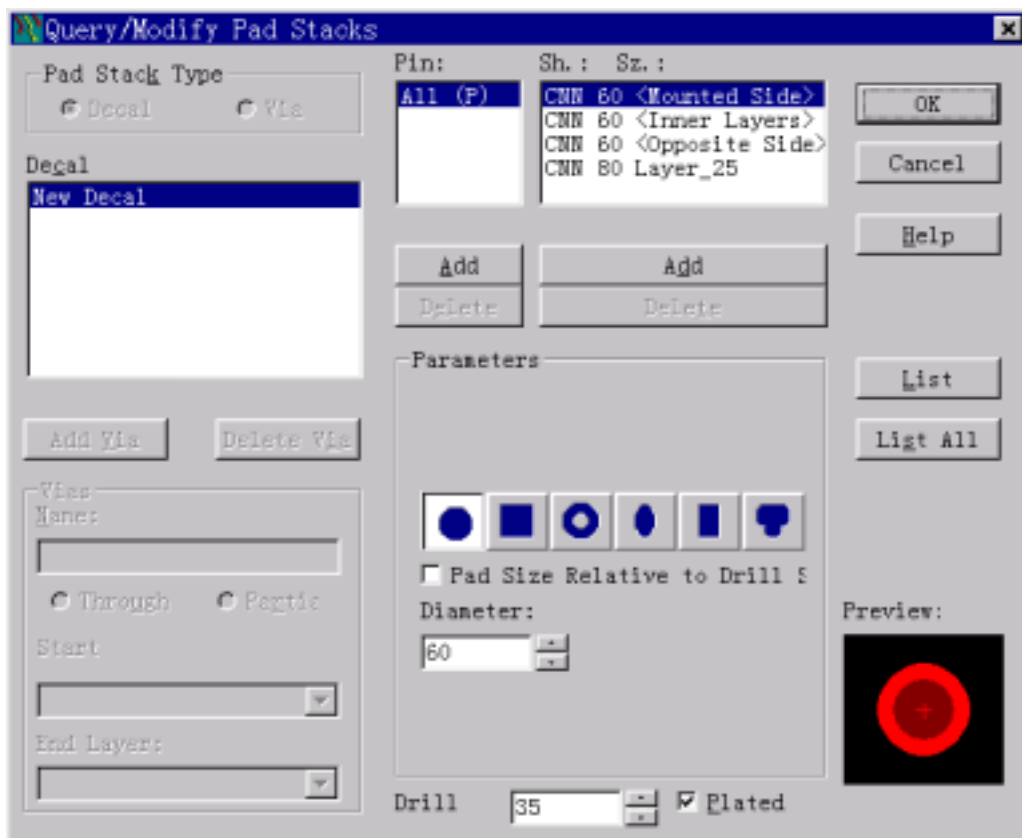 Query/Modify Pad Stacks
Pad Stack Type
Decal Via
Decal
New Decal
Add Via Delete Via
Vias
Name:
Through Partic
Start
End Layer:
Pin:
All (P)
Sh.: Sz.:
CNN 60 <Mounted Side>
CNN 60 <Inner Layers>
CNN 60 <Opposite Side>
CNN 80 Layer_25
Add Add
Delete Delete
Parameters
Pad Size Relative to Drill S
Diameter:
60
Drill 35 Plated
OK
Cancel
Help
List
List All
Preview: